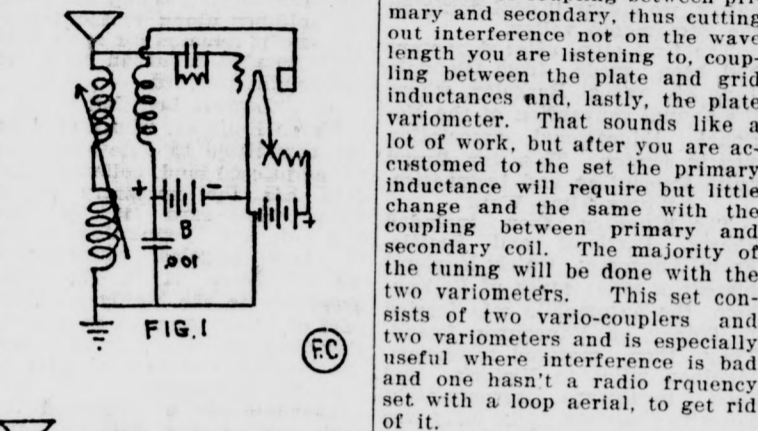 +
-
B
.001
+
FIG.1
F.C
mary and secondary, thus cutting
out interference not on the wave
length you are listening to, coup-
ling between the plate and grid
inductances and, lastly, the plate
variometer. That sounds like a
lot of work, but after you are ac-
customed to the set the primary
inductance will require but little
change and the same with the
coupling between primary and
secondary coil. The majority of
the tuning will be done with the
two variometers. This set con-
sists of two vario-couplers and
two variometers and is especially
useful where interference is bad
and one hasn't a radio frquency
set with a loop aerial, to get rid
of it.